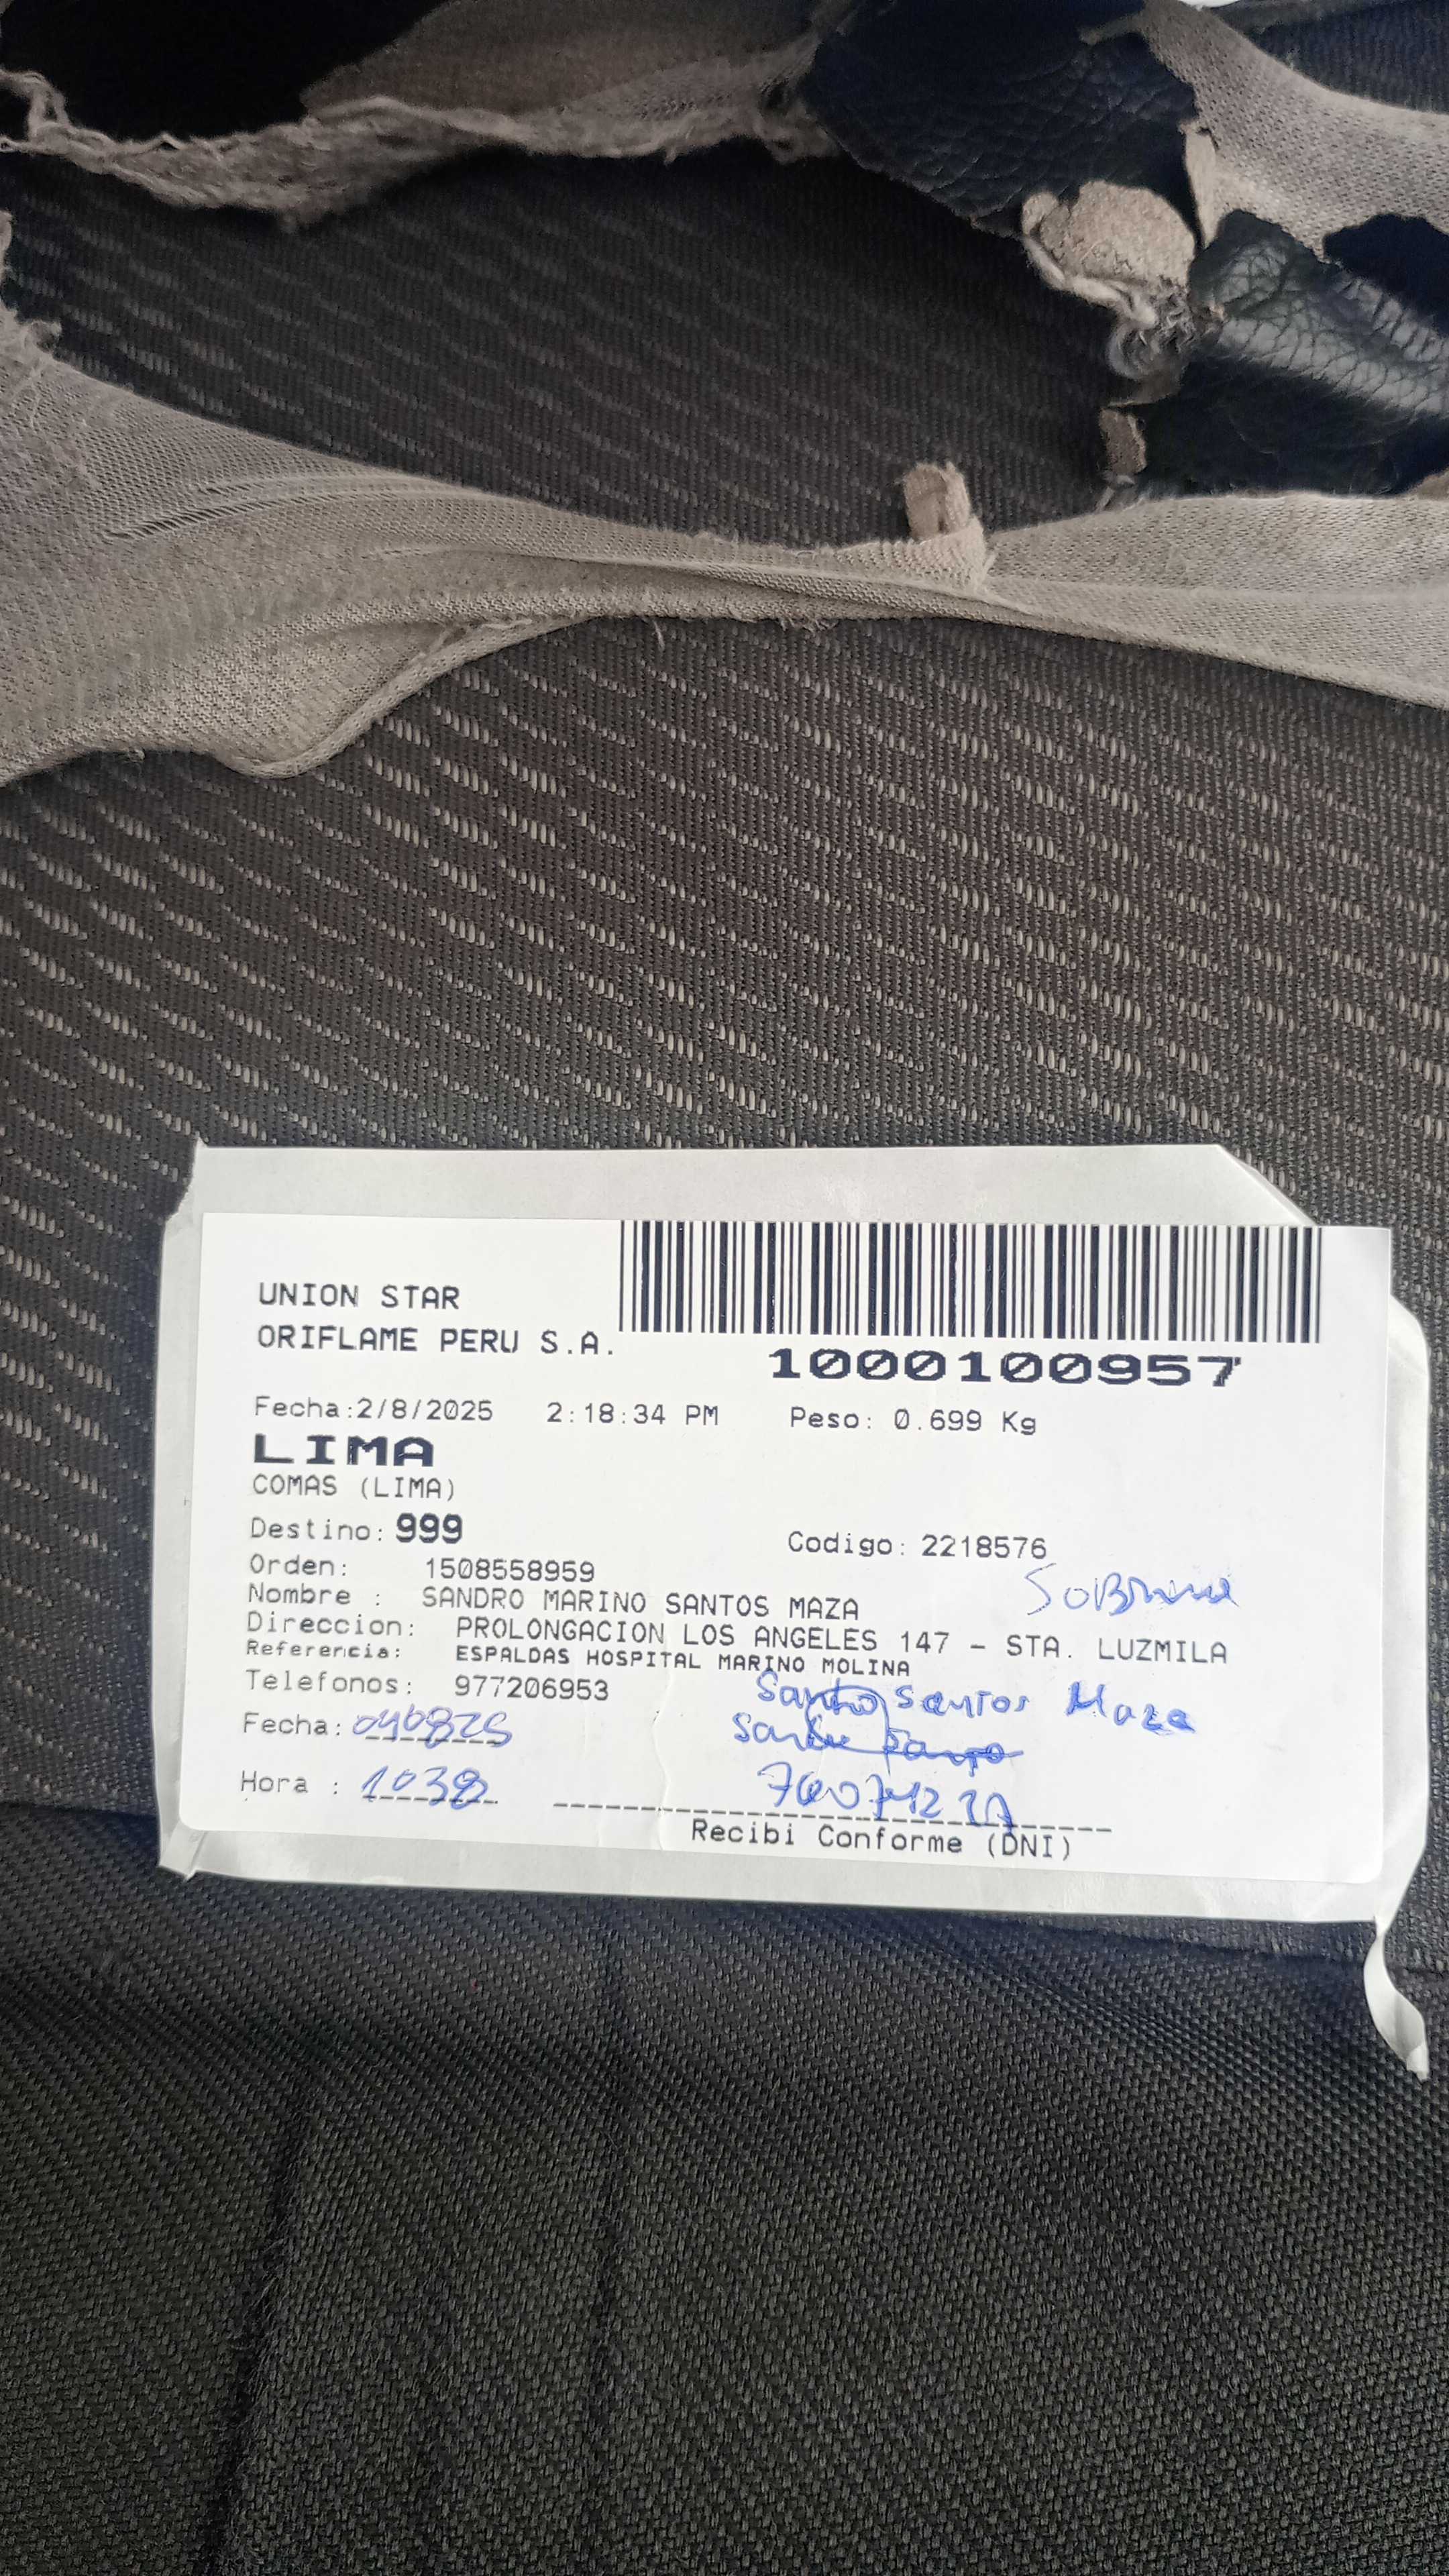 UNION STAR
ORIFLAME PERU S.A.
1000100957
Fecha:2/8/2025 2:18:34 PM Peso: 0.699 Kg
LIMA
COMAS (LIMA)
Destino: 999 Codigo: 2218576
Orden: 1508558959
Nombre : SANDRO MARINO SANTOS MAZA
Direccion: PROLONGACION LOS ANGELES 147 - STA. LUZMILA
Referencia: ESPALDAS HOSPITAL MARINO MOLINA
Telefonos: 977206953
Santos Maza
Fecha: 040825
Hora : 1038
Recibi Conforme (DNI)